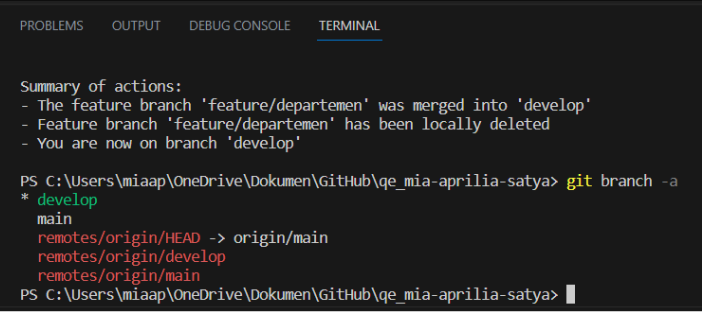 PROBLEMS OUTPUT DEBUG CONSOLE TERMINAL
Summary of actions:
- The feature branch 'feature/departemen' was merged into 'develop'
- Feature branch 'feature/departemen' has been locally deleted
- You are now on branch 'develop'
PS C:\Users\miaap\OneDrive\Dokumen\GitHub\qe_mia-aprilia-satya> git branch -a
* develop
  main
  remotes/origin/HEAD -> origin/main
  remotes/origin/develop
  remotes/origin/main
PS C:\Users\miaap\OneDrive\Dokumen\GitHub\qe_mia-aprilia-satya>